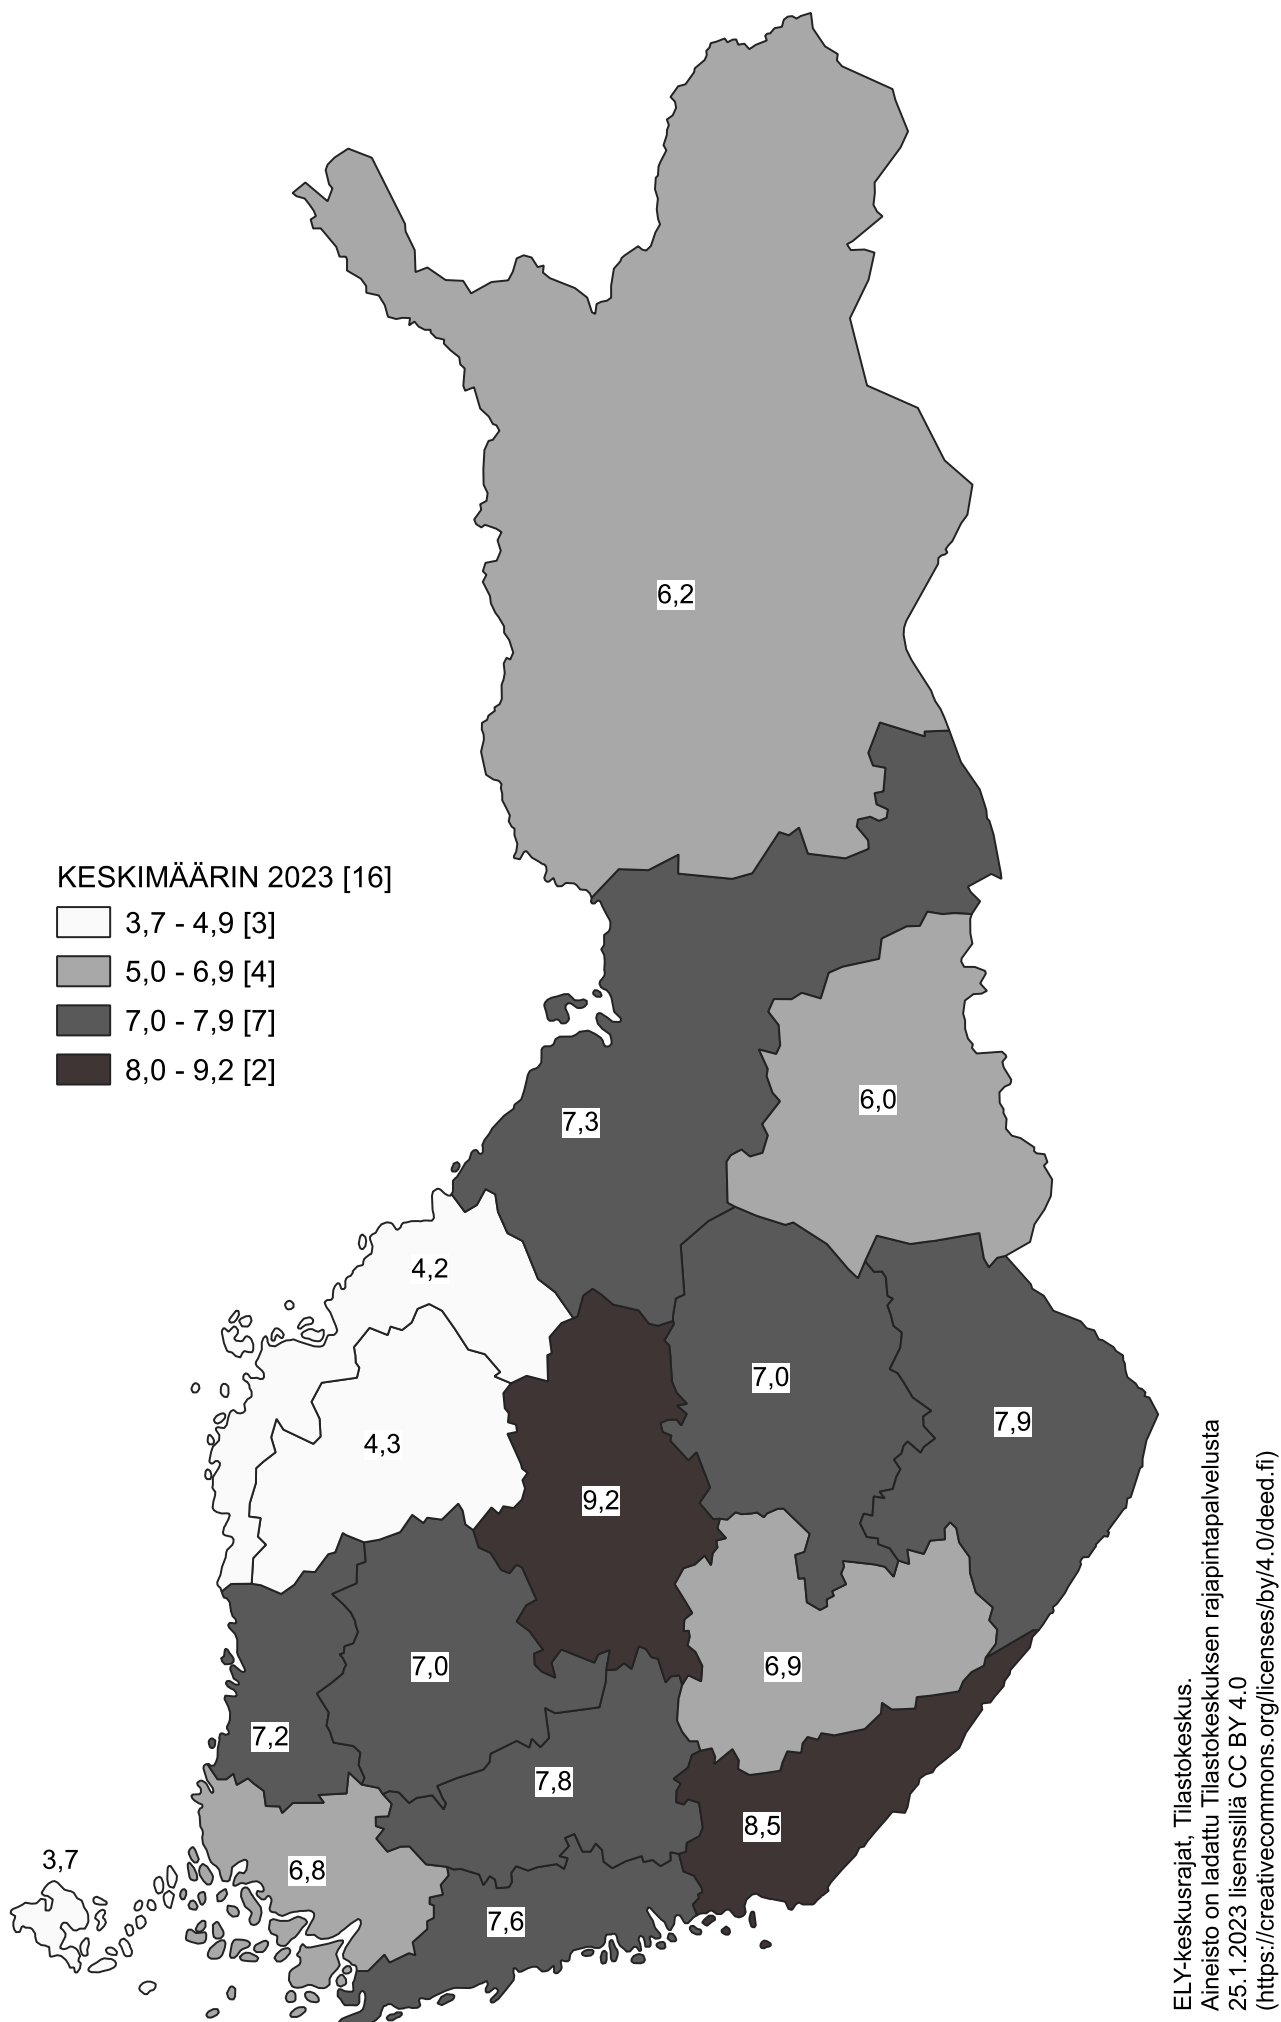 6,2
KESKIMÄÄRIN 2023 [16]
3,7 - 4,9 [3]
5,0 - 6,9 [4]
7,0 - 7,9 [7]
8,0 - 9,2 [2]
6,0
7,3
4,2
7,0
7,9
4,3
9,2
7,0
6,9
7,2
7,8
8,5
3,7
6,8
7,6
ELY-keskusrajat, Tilastokeskus.
Aineisto on ladattu Tilastokeskuksen rajapintapalvelusta
25.1.2023 lisenssillä CC BY 4.0
(https://creativecommons.org/licenses/by/4.0/deed.fi)